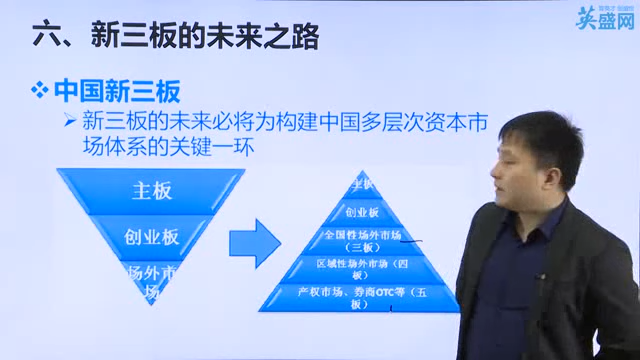 六、新三板的未来之路
英盛网
中国新三板
新三板的未来必将为构建中国多层次资本市
场体系的关键一环
主板
创业板
场外市
场
主板
创业板
全国性场外市场
（三板）
区域性场外市场（四
板）
产权市场、券商OTC等（五
板）